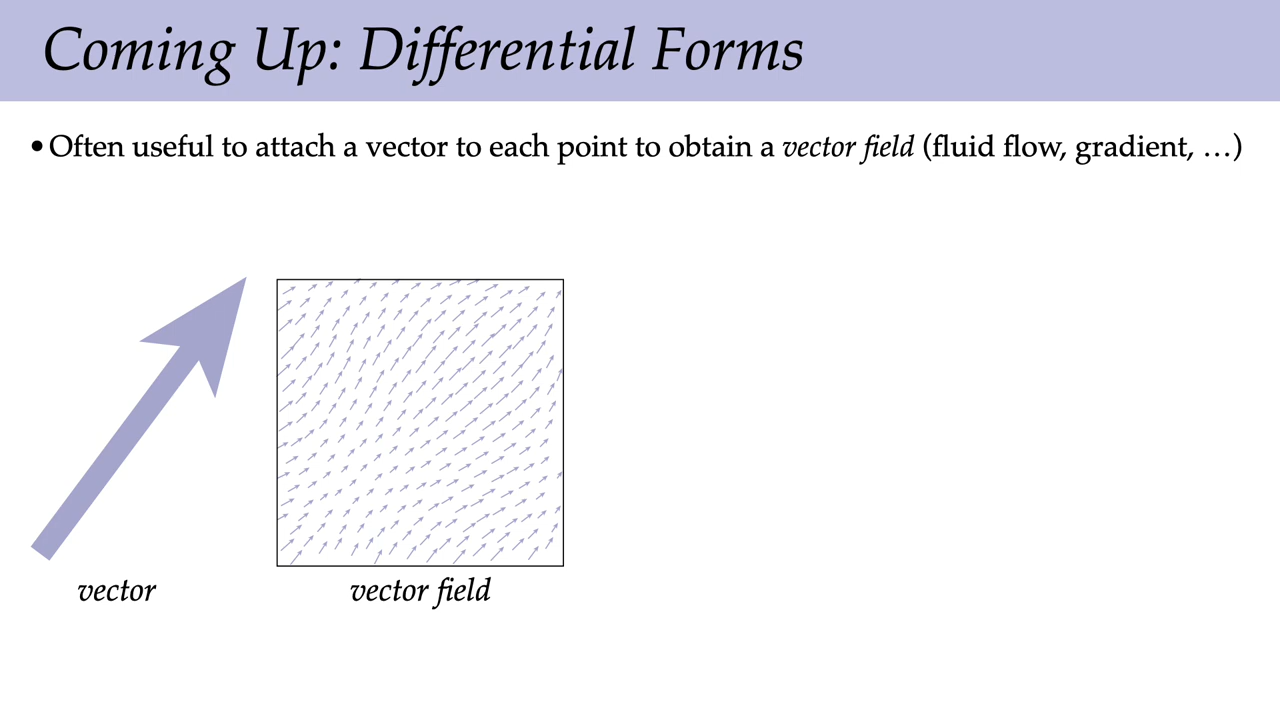 Coming Up: Differential Forms
•Often useful to attach a vector to each point to obtain a vector field (fluid flow, gradient, …)
vector
vector field